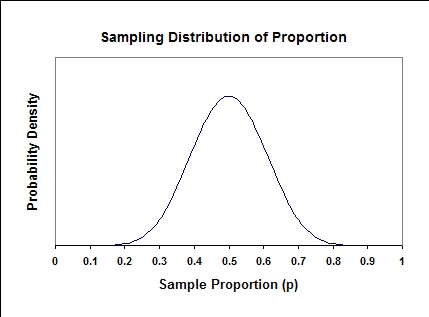 Sampling Distribution of Proportion
Probability Density
0 0.1 0.2 0.3 0.4 0.5 0.6 0.7 0.8 0.9 1
Sample Proportion (p)